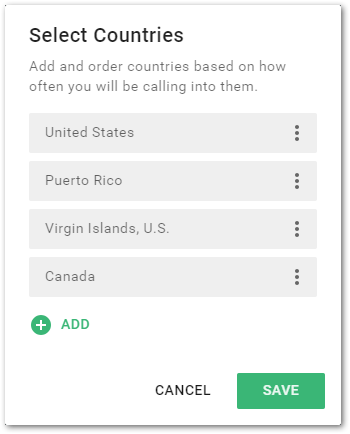 Select Countries
Add and order countries based on how
often you will be calling into them.
United States
Puerto Rico
Virgin Islands, U.S.
Canada
ADD
CANCEL
SAVE